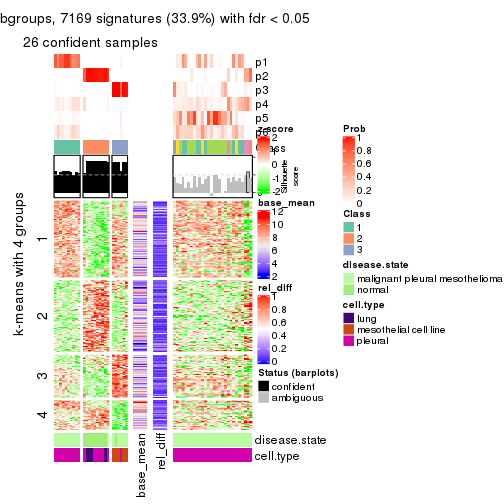 bgroups, 7169 signatures (33.9%) with fdr < 0.05
26 confident samples
p1
p2
p3
p4
p5
z-score
2
0
-2
Silhouette
score
base_mean
12
10
8
6
4
2
rel_diff
1
0.8
0.6
0.4
0.2
0
Status (barplots)
confident
ambiguous
Prob
1
0.8
0.6
0.4
0.2
0
Class
1
2
3
disease.state
malignant pleural mesothelioma
normal
cell.type
lung
mesothelial cell line
pleural
k-means with 4 groups
1
2
3
4
base_mean
rel_diff
disease.state
cell.type